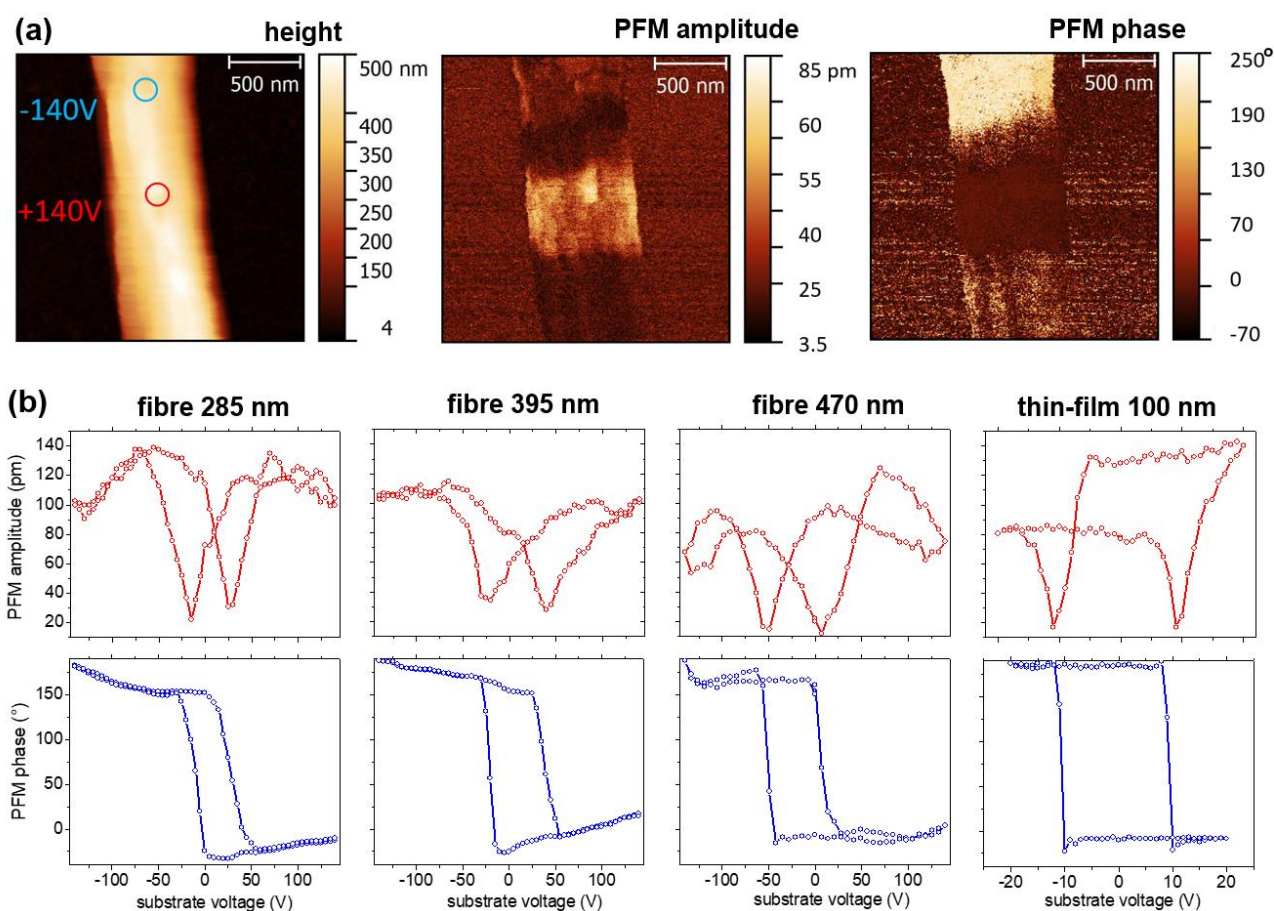 (a)
height
PFM amplitude
PFM phase
-140V
+140V
500 nm
500 nm
400
350
300
250
200
150
4
500 nm
85 pm
60
55
40
25
3.5
500 nm
250°
190
130
70
0
-70
(b)
fibre 285 nm
fibre 395 nm
fibre 470 nm
thin-film 100 nm
PFM amplitude (pm)
140
120
100
80
60
40
20
PFM phase (°)
150
100
50
0
-100 -50 0 50 100
-100 -50 0 50 100
-100 -50 0 50 100
-20 -10 0 10 20
substrate voltage (V)
substrate voltage (V)
substrate voltage (V)
substrate voltage (V)